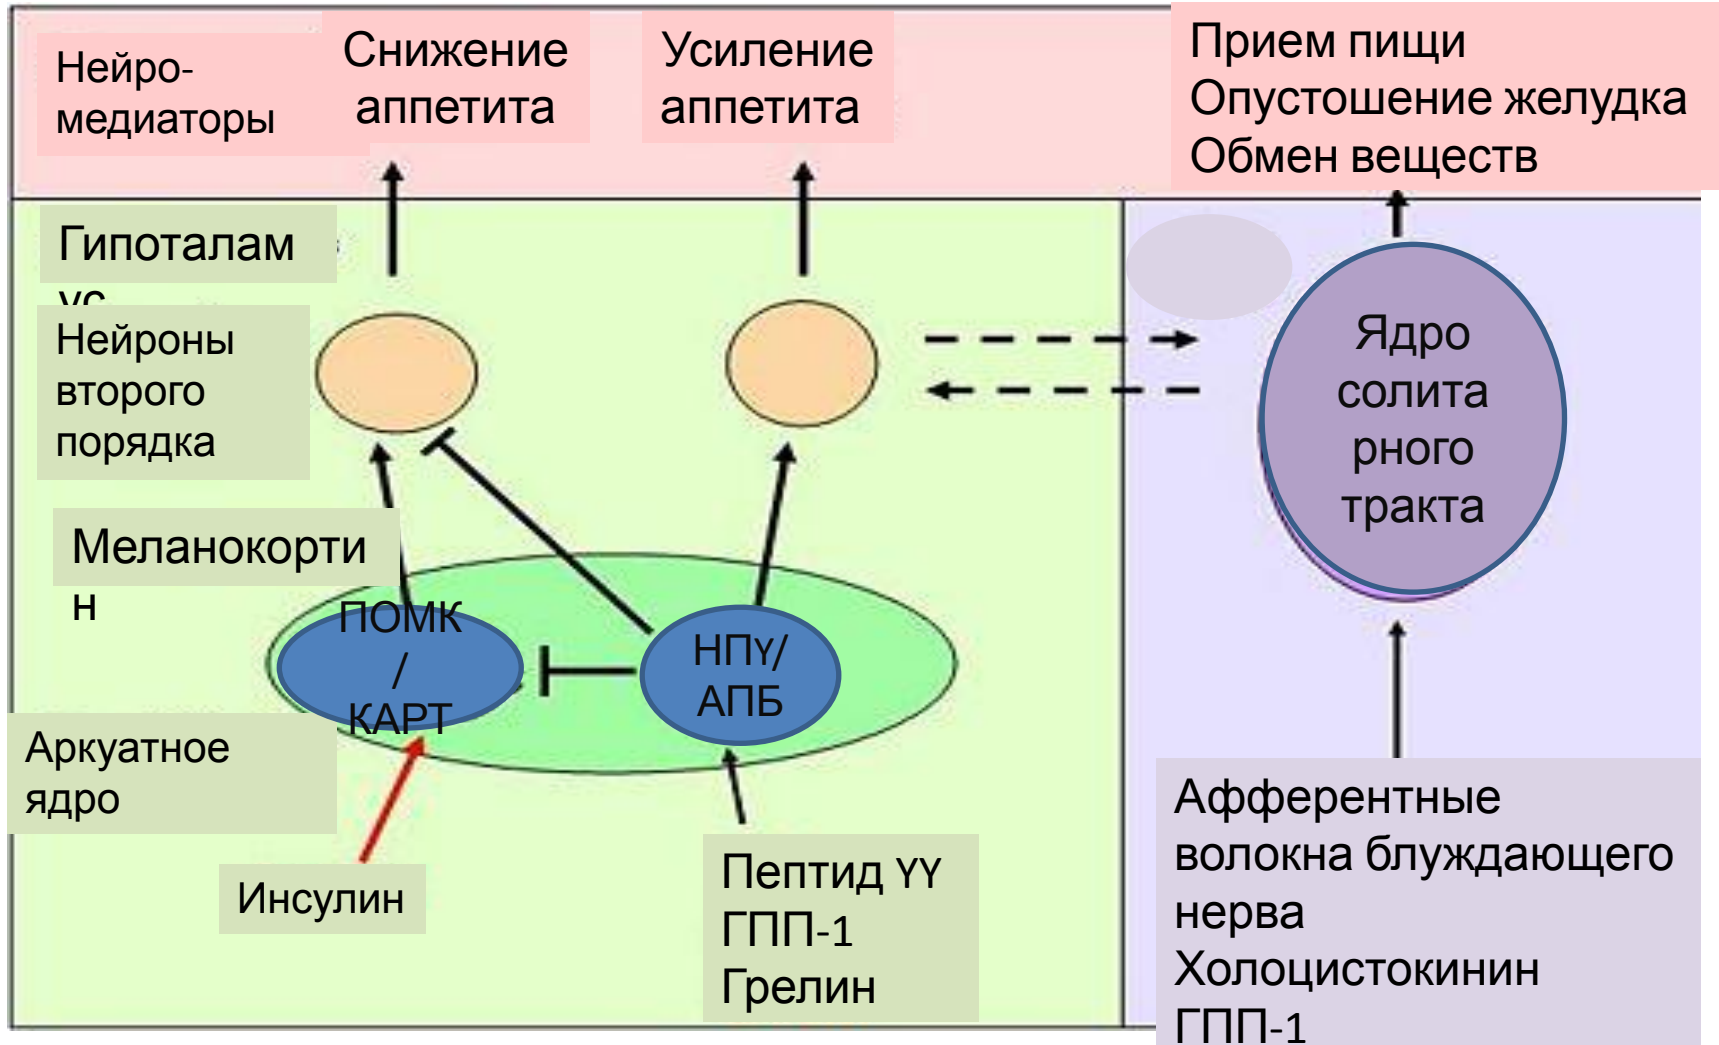 Нейро-
медиаторы
Снижение
аппетита
Усиление
аппетита
Прием пищи
Опустошение желудка
Обмен веществ
Гипоталам
ус
Нейроны
второго
порядка
Меланокорти
н
ПОМК
/
КАРТ
НПY/
АПБ
Ядро
солита
рного
тракта
Аркуатное
ядро
Инсулин
Пептид YY
ГПП-1
Грелин
Афферентные
волокна блуждающего
нерва
Холоцистокинин
ГПП-1